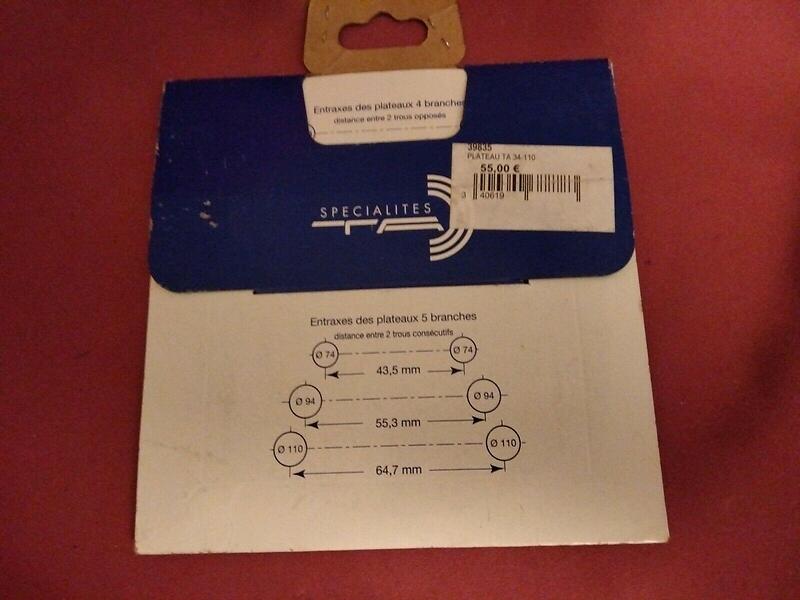 Entraxes des plateaux 4 branches
distance entre 2 trous opposés
39835
PLATEAU TA 34-110
55,00 €
3 40619
SPECIALITES
TA
Entraxes des plateaux 5 branches
distance entre 2 trous consécutifs
Ø 74 Ø 74
43,5 mm
Ø 94 Ø 94
55,3 mm
Ø 110 Ø 110
64,7 mm